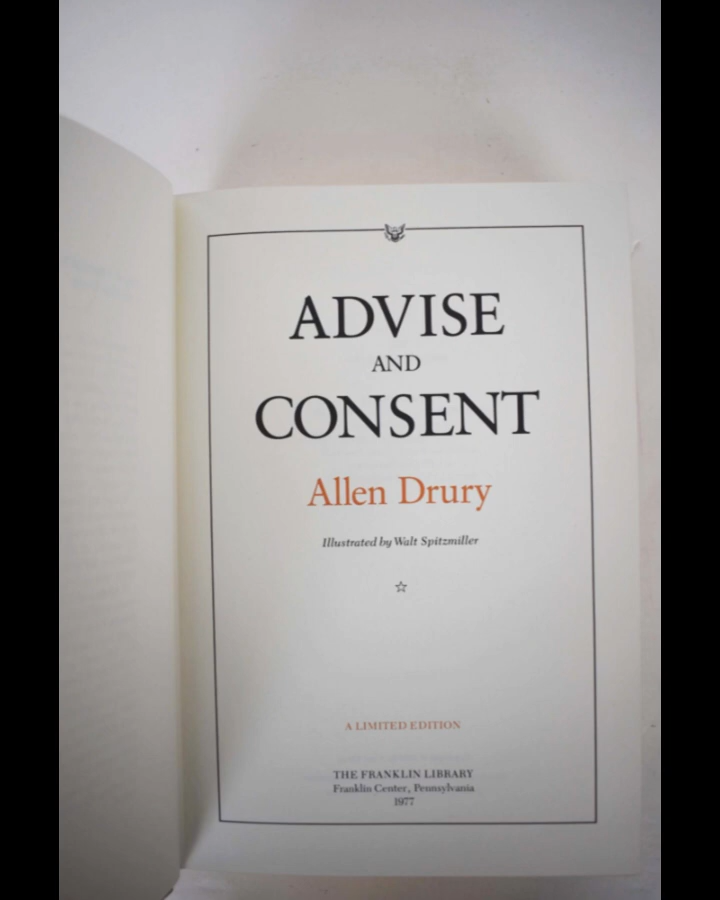 ADVISE
AND
CONSENT
Allen Drury
Illustrated by Walt Spitzmiller
A LIMITED EDITION
THE FRANKLIN LIBRARY
Franklin Center, Pennsylvania
1977